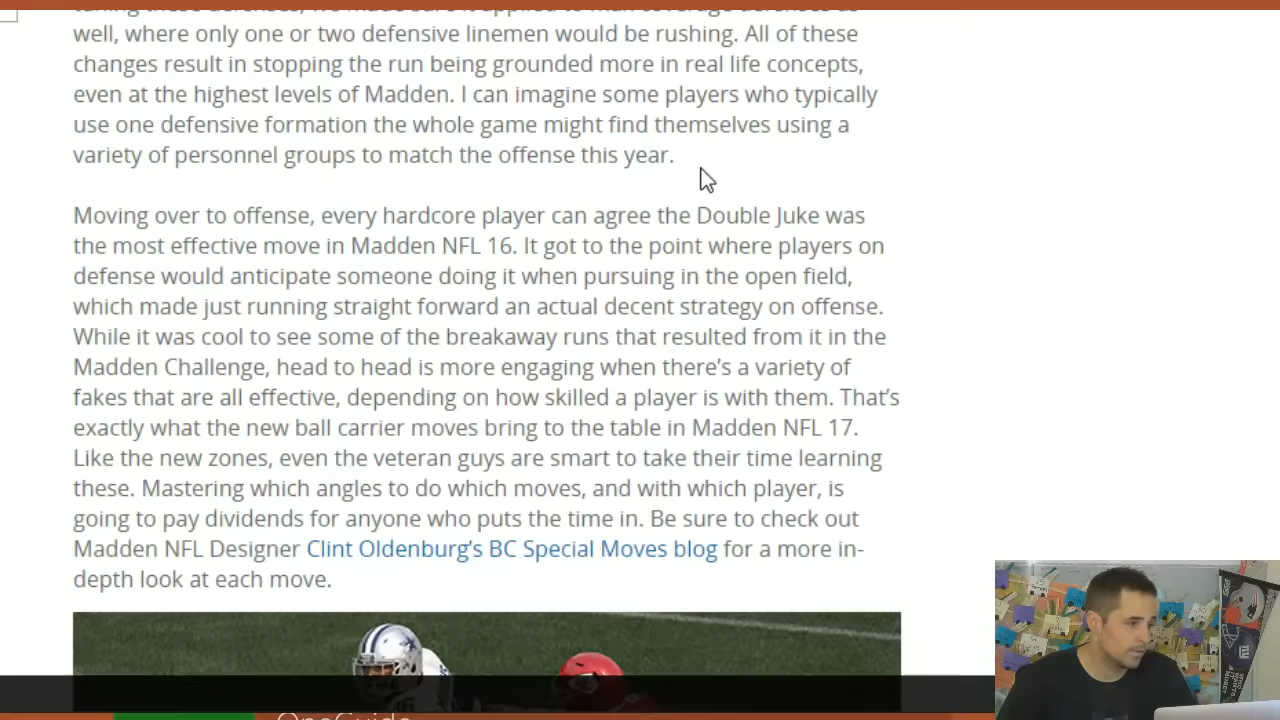 well, where only one or two defensive linemen would be rushing. All of these
changes result in stopping the run being grounded more in real life concepts,
even at the highest levels of Madden. I can imagine some players who typically
use one defensive formation the whole game might find themselves using a
variety of personnel groups to match the offense this year.
Moving over to offense, every hardcore player can agree the Double Juke was
the most effective move in Madden NFL 16. It got to the point where players on
defense would anticipate someone doing it when pursuing in the open field,
which made just running straight forward an actual decent strategy on offense.
While it was cool to see some of the breakaway runs that resulted from it in the
Madden Challenge, head to head is more engaging when there's a variety of
fakes that are all effective, depending on how skilled a player is with them. That's
exactly what the new ball carrier moves bring to the table in Madden NFL 17.
Like the new zones, even the veteran guys are smart to take their time learning
these. Mastering which angles to do which moves, and with which player, is
going to pay dividends for anyone who puts the time in. Be sure to check out
Madden NFL Designer Clint Oldenburg's BC Special Moves blog for a more in-
depth look at each move.
OneGuide